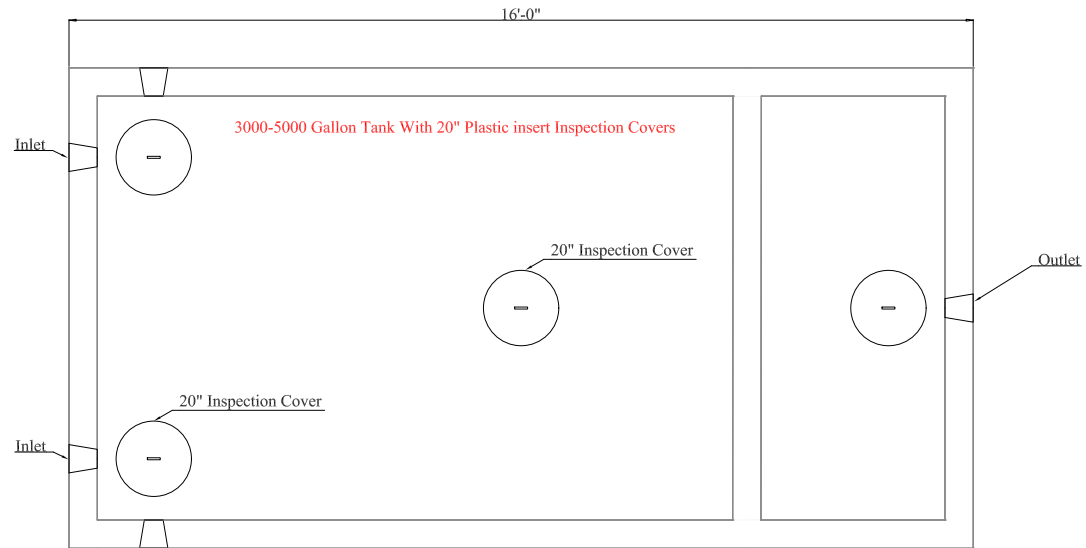 16'-0"
3000-5000 Gallon Tank With 20" Plastic insert Inspection Covers
Inlet
20" Inspection Cover
Outlet
20" Inspection Cover
Inlet